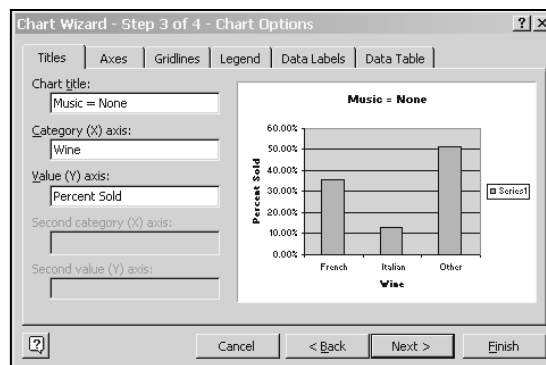 Chart Wizard - Step 3 of 4 - Chart Options
Titles Axes Gridlines Legend Data Labels Data Table
Chart title:
Music = None
Category (X) axis:
Wine
Value (Y) axis:
Percent Sold
Second category (X) axis:
Second value (Y) axis:
Music = None
60.00%
50.00%
40.00%
30.00%
20.00%
10.00%
0.00%
Percent Sold
French Italian Other
Wine
Series1
Cancel < Back Next > Finish